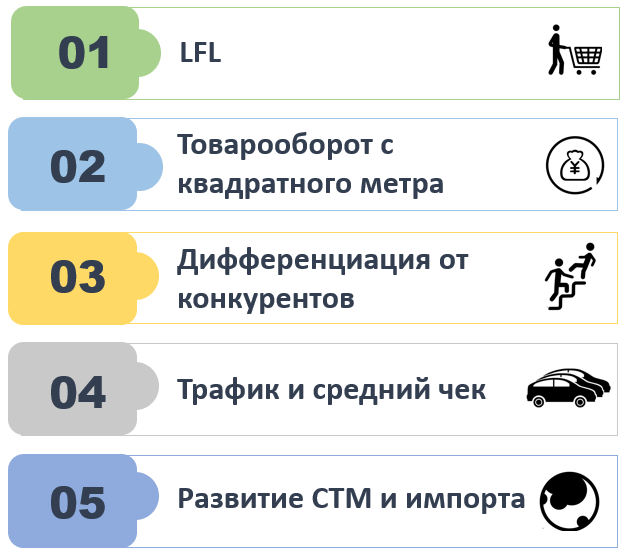 01
LFL
02
Товарооборот с
квадратного метра
03
Дифференциация от
конкурентов
04
Трафик и средний чек
05
Развитие СТМ и импорта